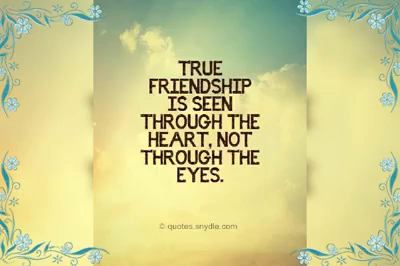 TRUE
FRIENDSHIP
IS SEEN
THROUGH THE
HEART, NOT
THROUGH THE
EYES.
© quotes.snydle.com